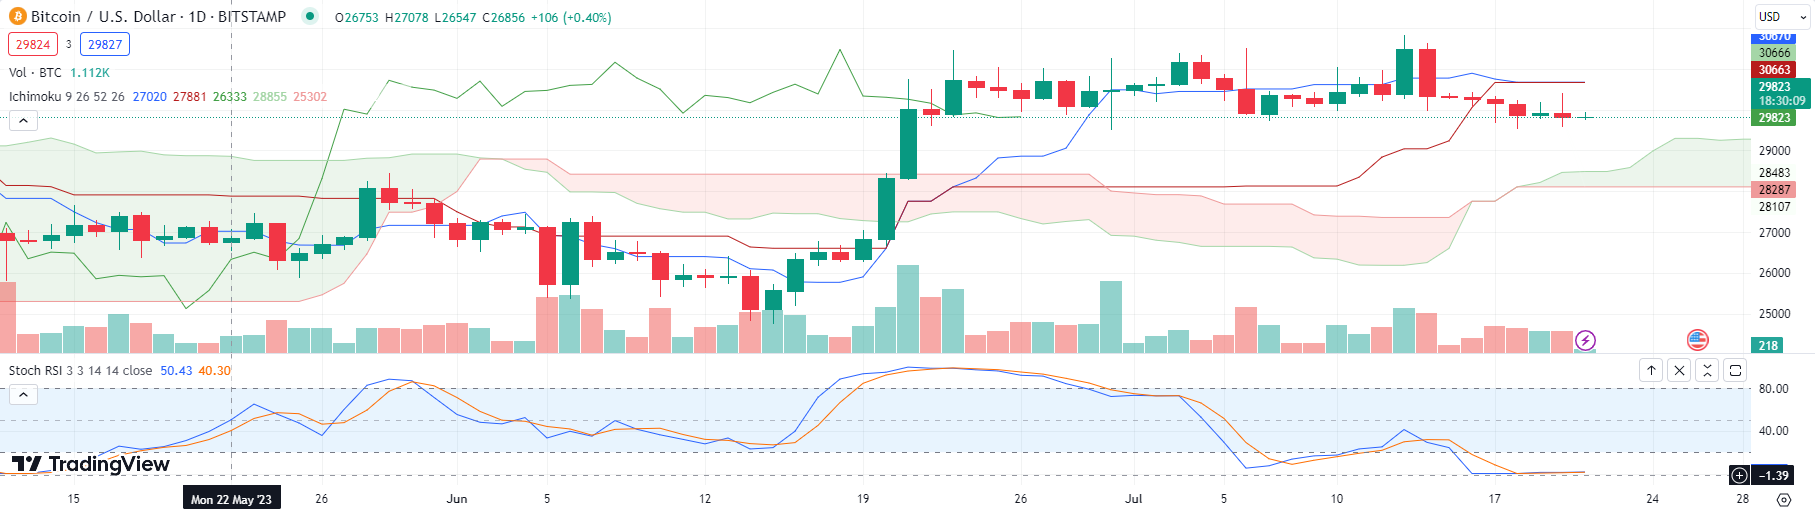 Bitcoin / U.S. Dollar · 1D · BITSTAMP O26753 H27078 L26547 C26856 +106 (+0.40%)
USD
29824 3 29827
Vol · BTC 1.112K
Ichimoku 9 26 52 26 27020 27881 26333 28855 25302
30670
30666
30663
29823
18:30:09
29823
29000
28483
28287
28107
27000
26000
25000
218
Stoch RSI 3 3 14 14 close 50.43 40.30
80.00
40.00
−1.39
TradingView
15 Mon 22 May '23 26 Jun 5 12 19 26 Jul 5 10 17 24 28